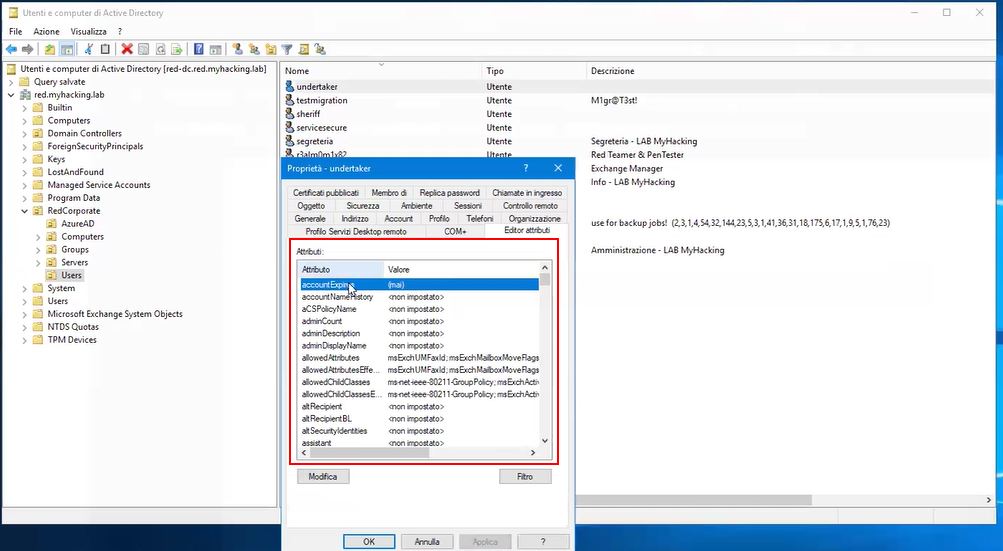 Utenti e computer di Active Directory
File Azione Visualizza ?
Utenti e computer di Active Directory [red-dc.red.myhacking.lab]
Query salvate
red.myhacking.lab
Builtin
Computers
Domain Controllers
ForeignSecurityPrincipals
Keys
LostAndFound
Managed Service Accounts
Program Data
RedCorporate
AzureAD
Computers
Groups
Servers
Users
System
Users
Microsoft Exchange System Objects
NTDS Quotas
TPM Devices
Nome Tipo Descrizione
undertaker Utente
testmigration Utente M1gr@T3st!
sheriff Utente
servicesecure Utente
segreteria Utente Segreteria - LAB MyHacking
r3alm0m1x82 Utente Red Teamer & PenTester
Exchange Manager
Info - LAB MyHacking
use for backup jobs! (2,3,1,4,54,32,144,23,5,3,1,41,36,31,18,175,6,17,1,9,5,1,76,23)
Amministrazione - LAB MyHacking
Proprietà - undertaker ?
Certificati pubblicati Membro di Replica password Chiamate in ingresso
Oggetto Sicurezza Ambiente Sessioni Controllo remoto
Generale Indirizzo Account Profilo Telefoni Organizzazione
Profilo Servizi Desktop remoto COM+ Editor attributi
Attributi:
Attributo Valore
accountExpires (mai)
accountNameHistory <non impostato>
aCSPolicyName <non impostato>
adminCount <non impostato>
adminDescription <non impostato>
adminDisplayName <non impostato>
allowedAttributes msExchUMFaxId; msExchMailboxMoveFlags
allowedAttributesEffe... msExchUMFaxId; msExchMailboxMoveFlags
allowedChildClasses ms-net-ieee-80211-GroupPolicy; msExchActiv
allowedChildClassesE... ms-net-ieee-80211-GroupPolicy; msExchActiv
altRecipient <non impostato>
altRecipientBL <non impostato>
altSecurityIdentities <non impostato>
assistant <non impostato>
Modifica Filtro
OK Annulla Applica ?